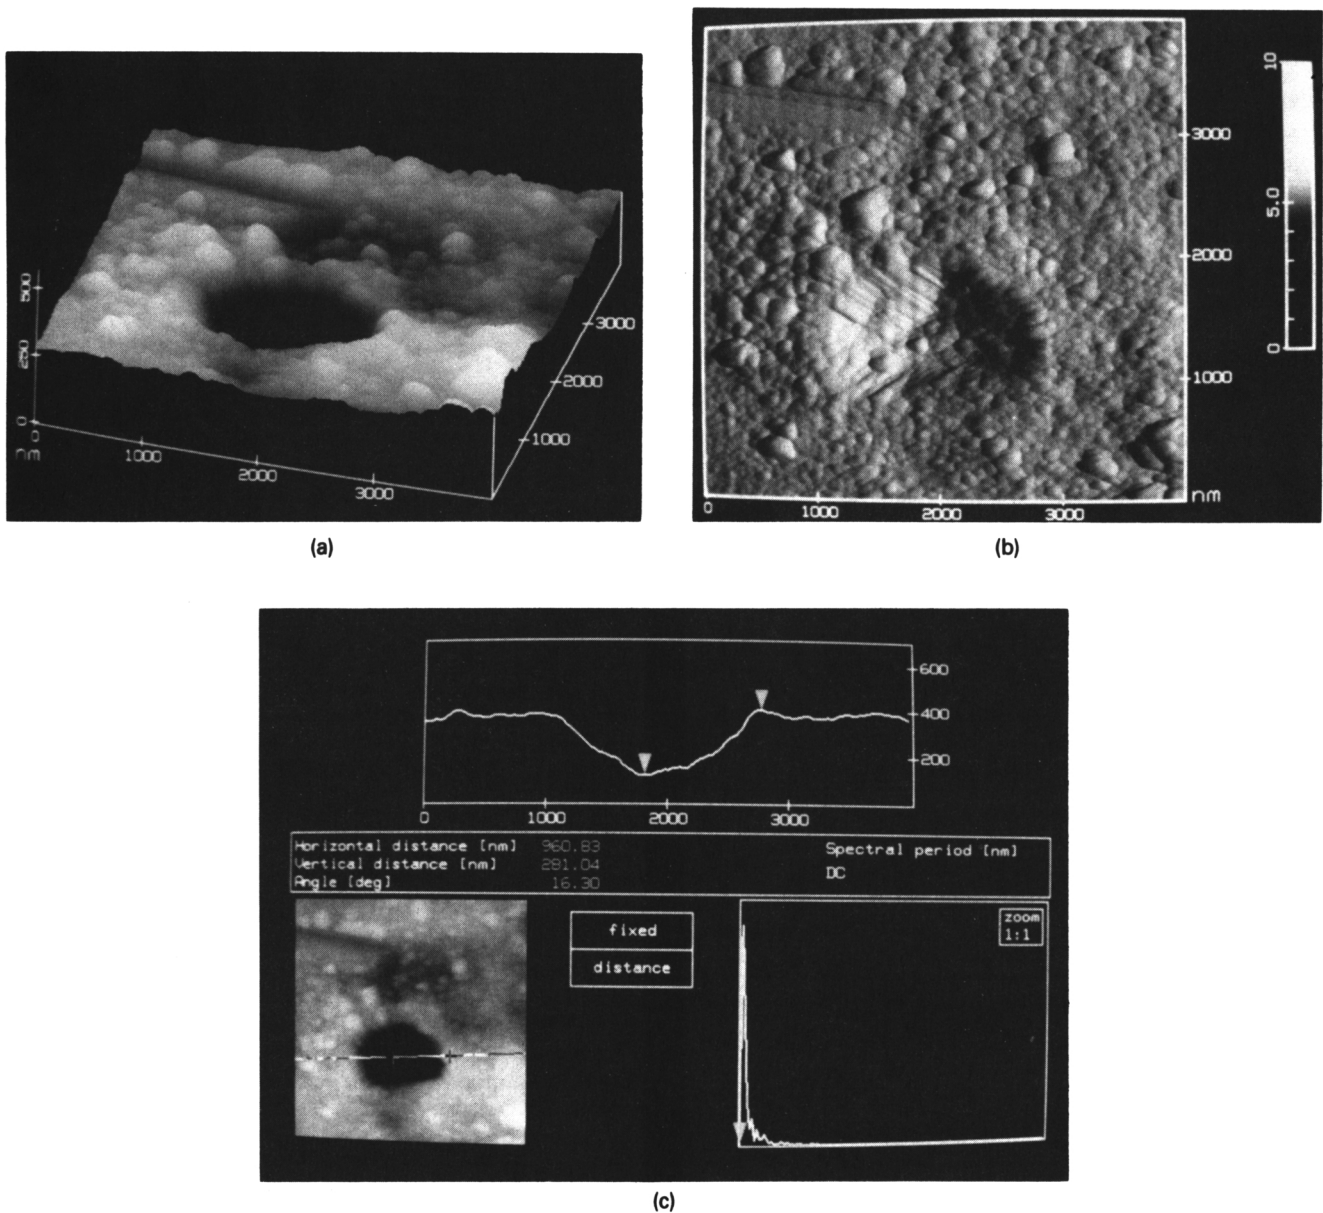 500
250
0
0
nm
1000
2000
3000
1000
2000
3000
(a)
10
5.0
0
3000
2000
1000
nm
0
1000
2000
3000
(b)
600
400
200
0
1000
2000
3000
Horizontal distance [nm] 960.83
Vertical distance [nm] 281.04
Angle [deg] 16.30
Spectral period [nm]
DC
fixed
distance
zoom
1:1
(c)